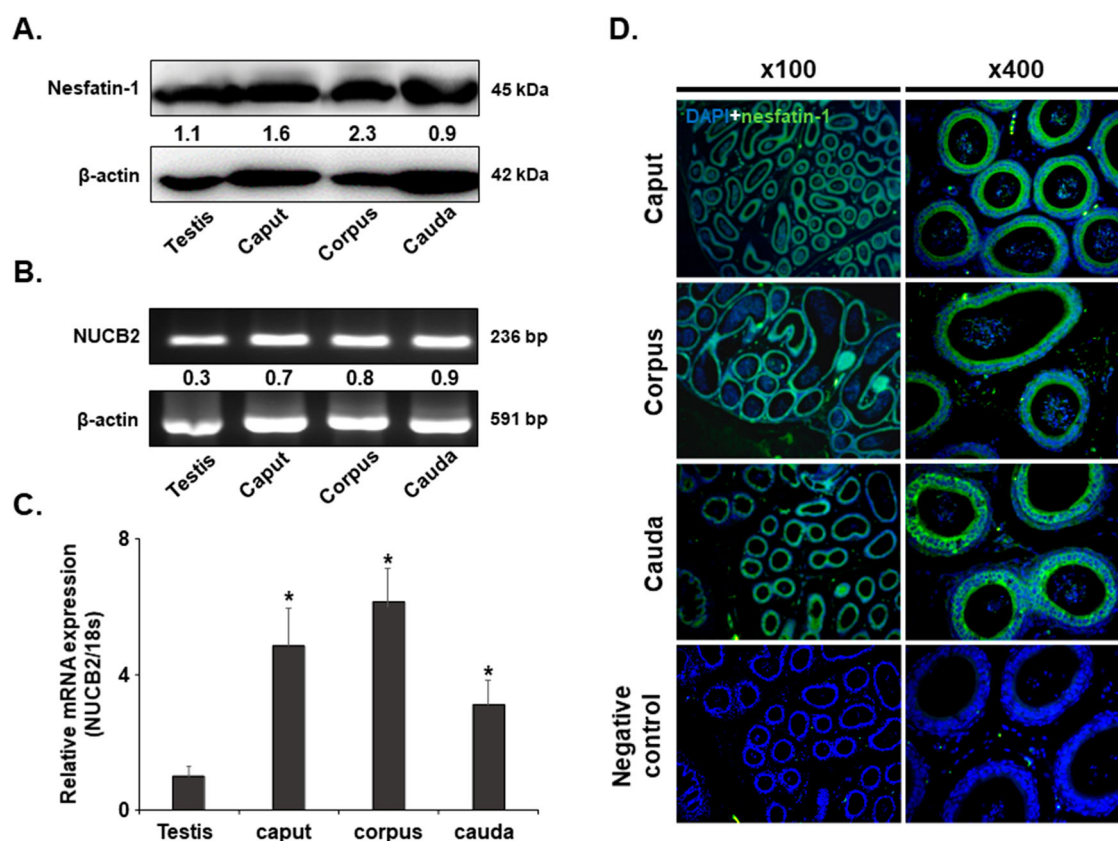 A.
Nesfatin-1
45 kDa
1.1 1.6 2.3 0.9
β-actin
42 kDa
Testis Caput Corpus Cauda
B.
NUCB2
236 bp
0.3 0.7 0.8 0.9
β-actin
591 bp
Testis Caput Corpus Cauda
C.
Relative mRNA expression
(NUCB2/18s)
8
4
0
* * *
Testis caput corpus cauda
D.
x100 x400
DAPI+nesfatin-1
Caput
Corpus
Cauda
Negative
control